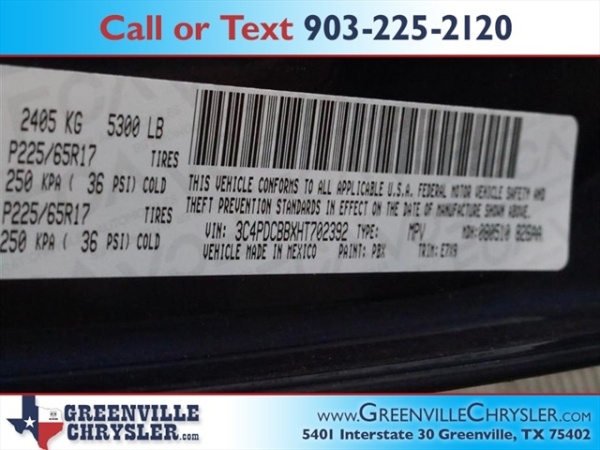 Call or Text 903-225-2120
2405 KG 5300 LB
P225/65R17 TIRES
250 KPA ( 36 PSI) COLD
P225/65R17 TIRES
250 KPA ( 36 PSI) COLD
THIS VEHICLE CONFORMS TO ALL APPLICABLE U.S.A. FEDERAL MOTOR VEHICLE SAFETY AND
THEFT PREVENTION STANDARDS IN EFFECT ON THE DATE OF MANUFACTURE SHOWN ABOVE.
VIN: 3C4PDCBBXHT702392 TYPE: MPV MDH:
VEHICLE MADE IN MEXICO PAINT: PBX TRIM: E7X9
GREENVILLE
CHRYSLER.com
www.GREENVILLECHRYSLER.com
5401 Interstate 30 Greenville, TX 75402